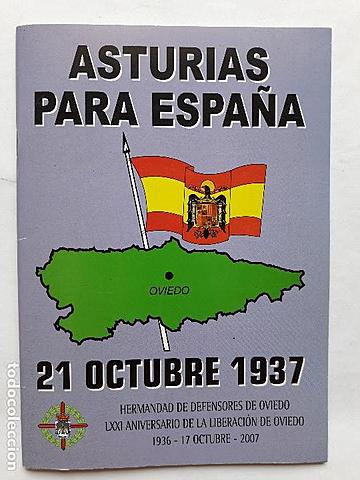 ASTURIAS
PARA ESPAÑA
OVIEDO
21 OCTUBRE 1937
HERMANDAD DE DEFENSORES DE OVIEDO
LXXI ANIVERSARIO DE LA LIBERACIÓN DE OVIEDO
1936 - 17 OCTUBRE - 2007
todocoleccion